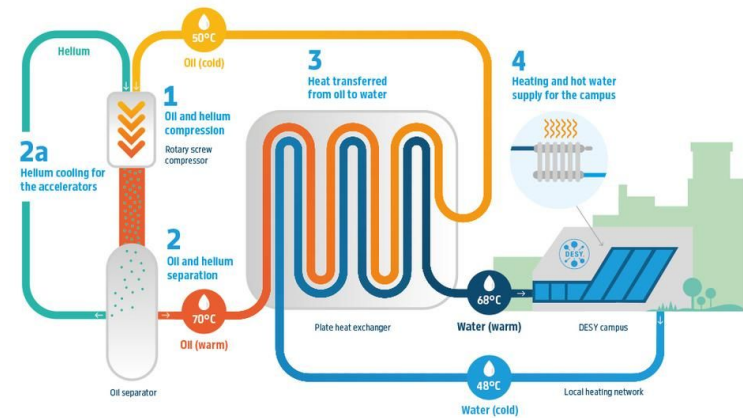 50°C
Oil (cold)
Helium
1
Oil and helium
compression
Rotary screw
compressor
2a
Helium cooling for
the accelerators
2
Oil and helium
separation
70°C
Oil (warm)
Oil separator
3
Heat transferred
from oil to water
Plate heat exchanger
4
Heating and hot water
supply for the campus
DESY
68°C
Water (warm)
DESY campus
48°C
Water (cold)
Local heating network